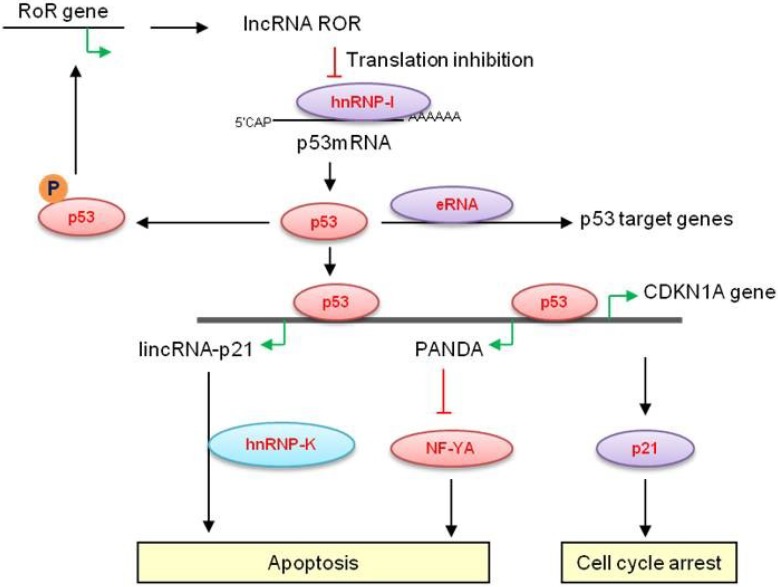 RoR gene
lncRNA ROR
Translation inhibition
hnRNP-I
5'CAP
AAAAAA
p53mRNA
P
p53
p53
eRNA
p53 target genes
p53
p53
CDKN1A gene
lincRNA-p21
PANDA
hnRNP-K
NF-YA
p21
Apoptosis
Cell cycle arrest